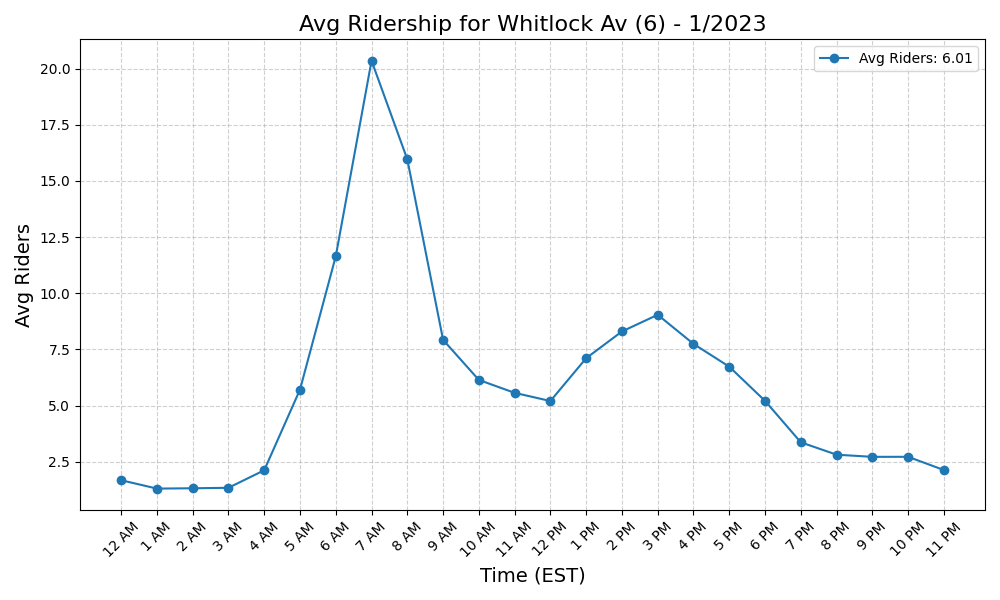 Avg Ridership for Whitlock Av (6) - 1/2023
Avg Riders: 6.01
Avg Riders
20.0
17.5
15.0
12.5
10.0
7.5
5.0
2.5
12 AM
1 AM
2 AM
3 AM
4 AM
5 AM
6 AM
7 AM
8 AM
9 AM
10 AM
11 AM
12 PM
1 PM
2 PM
3 PM
4 PM
5 PM
6 PM
7 PM
8 PM
9 PM
10 PM
11 PM
Time (EST)